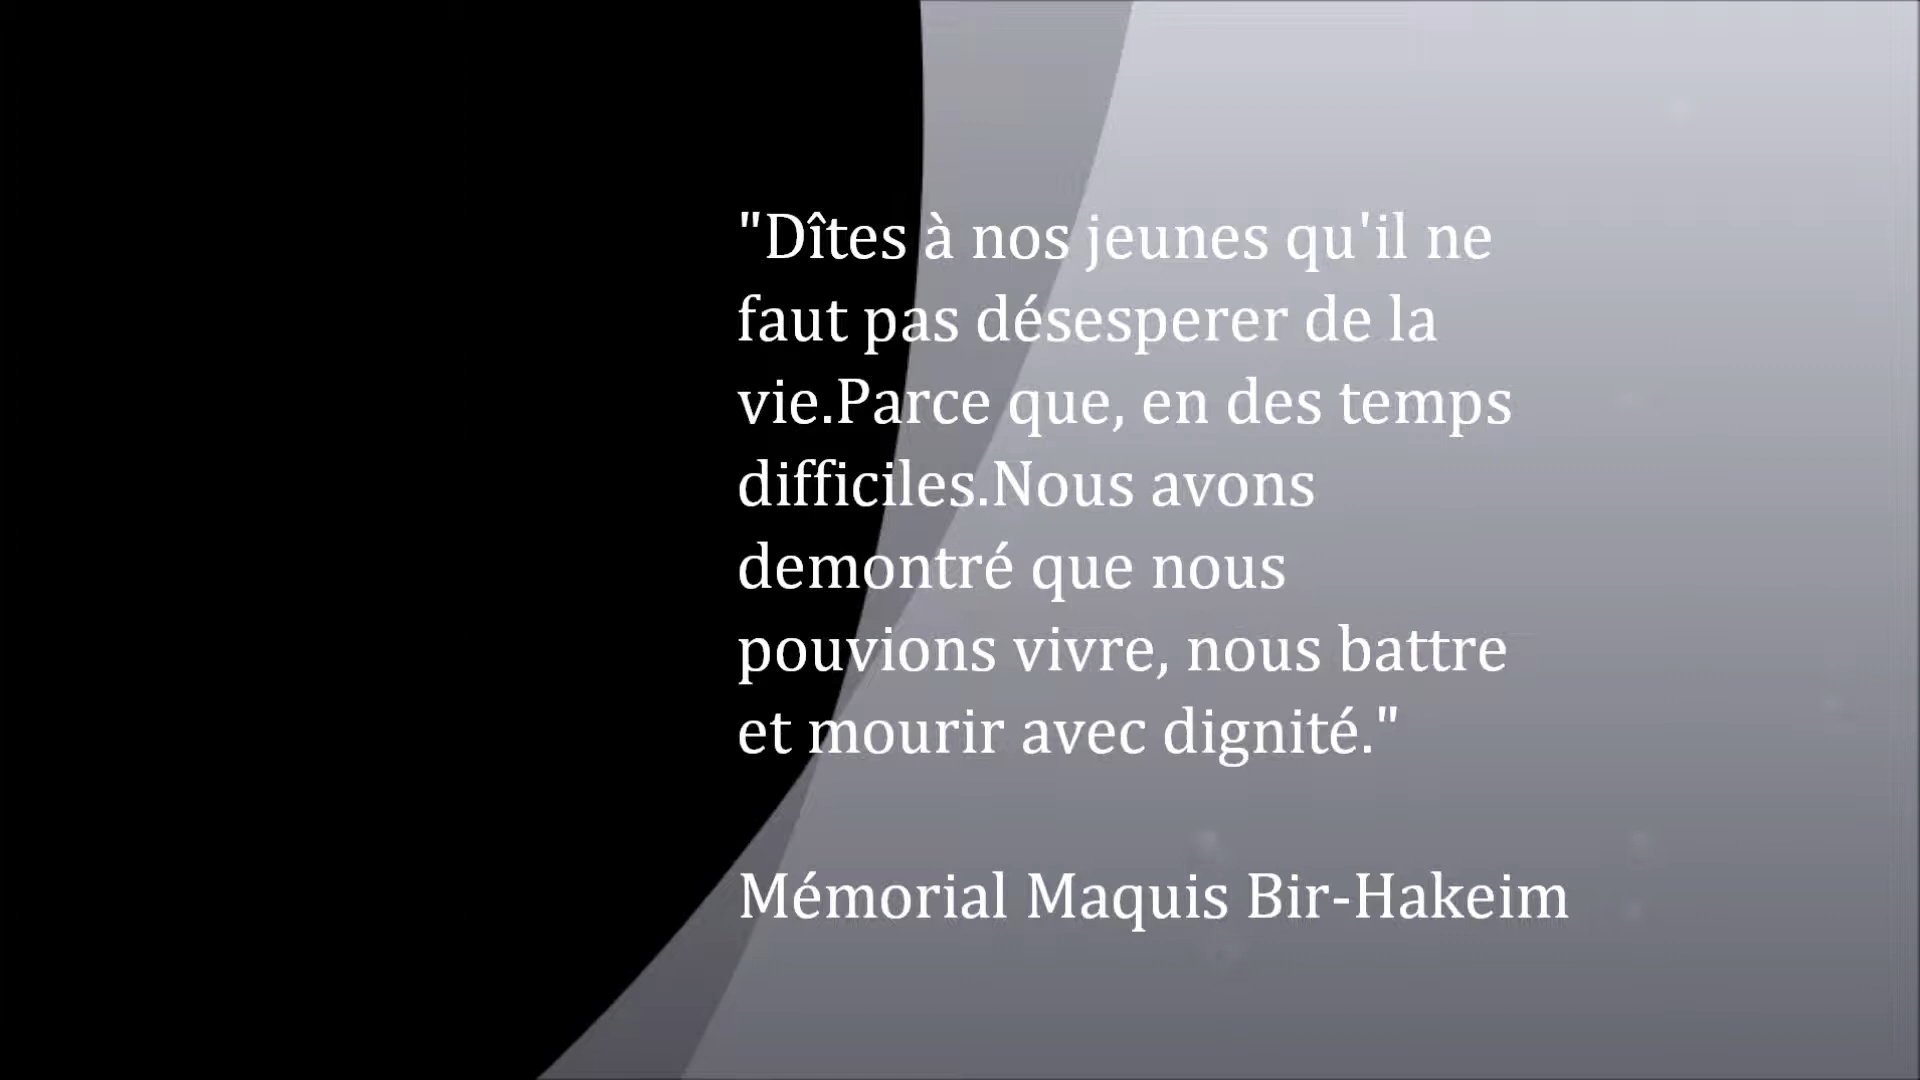 "Dîtes à nos jeunes qu'il ne
faut pas désesperer de la
vie.Parce que, en des temps
difficiles.Nous avons
demontré que nous
pouvions vivre, nous battre
et mourir avec dignité."
Mémorial Maquis Bir-Hakeim